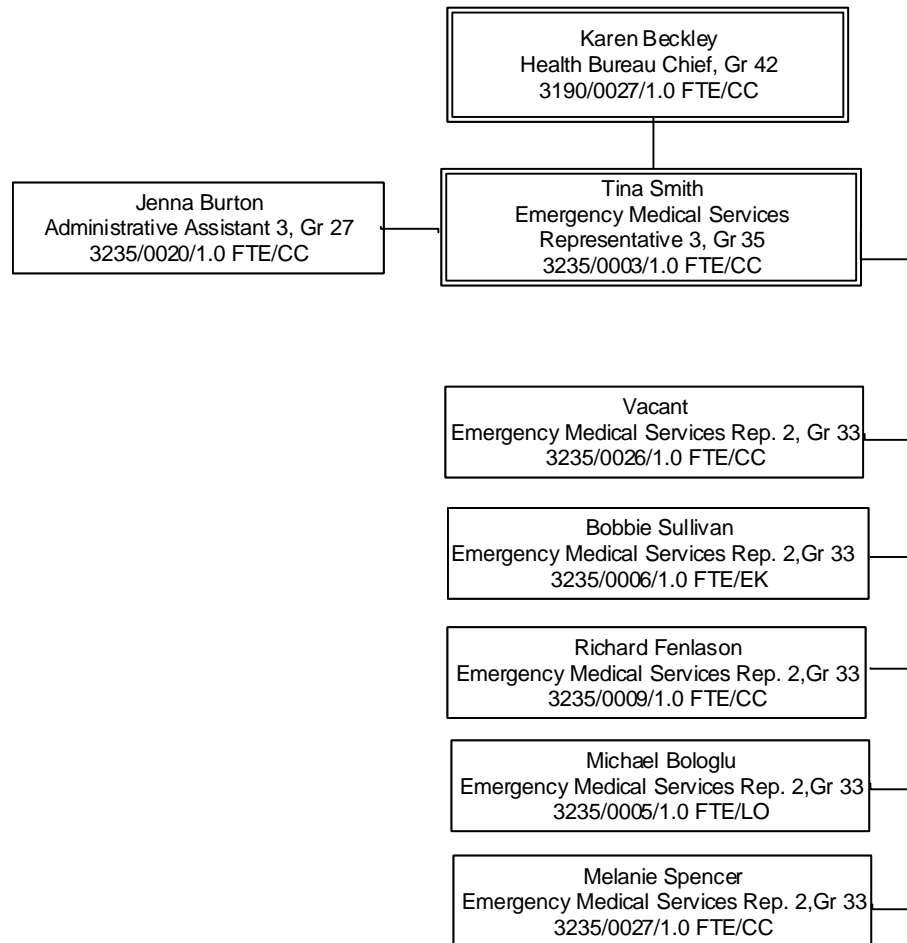 Karen Beckley
Health Bureau Chief, Gr 42
3190/0027/1.0 FTE/CC
Jenna Burton
Administrative Assistant 3, Gr 27
3235/0020/1.0 FTE/CC
Tina Smith
Emergency Medical Services
Representative 3, Gr 35
3235/0003/1.0 FTE/CC
Vacant
Emergency Medical Services Rep. 2, Gr 33
3235/0026/1.0 FTE/CC
Bobbie Sullivan
Emergency Medical Services Rep. 2,Gr 33
3235/0006/1.0 FTE/EK
Richard Fenlason
Emergency Medical Services Rep. 2,Gr 33
3235/0009/1.0 FTE/CC
Michael Bologlu
Emergency Medical Services Rep. 2,Gr 33
3235/0005/1.0 FTE/LO
Melanie Spencer
Emergency Medical Services Rep. 2,Gr 33
3235/0027/1.0 FTE/CC